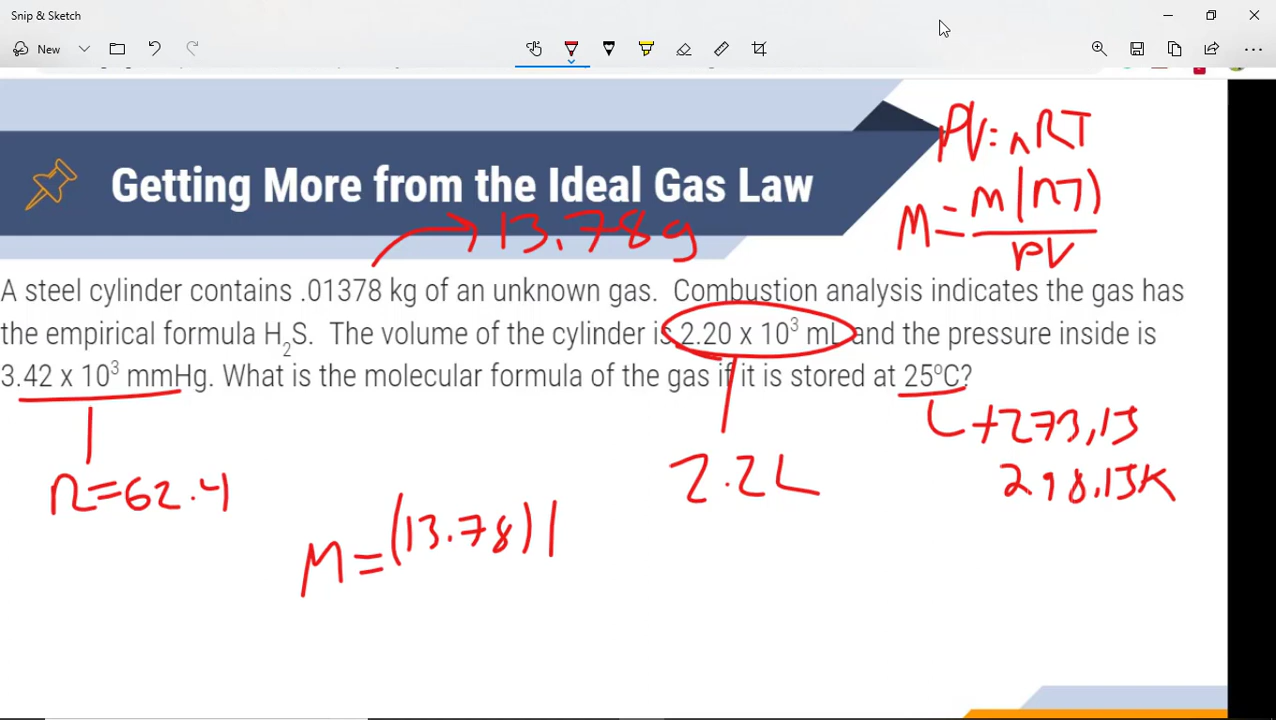 Snip & Sketch
New
PV=nRT
Getting More from the Ideal Gas Law
M=m(RT)
PV
13.78g
A steel cylinder contains .01378 kg of an unknown gas. Combustion analysis indicates the gas has
the empirical formula H₂S. The volume of the cylinder is 2.20 x 10³ mL and the pressure inside is
3.42 x 10³ mmHg. What is the molecular formula of the gas if it is stored at 25⁰C?
+273.15
R=62.4
2.2L
298.15K
M=(13.78)(